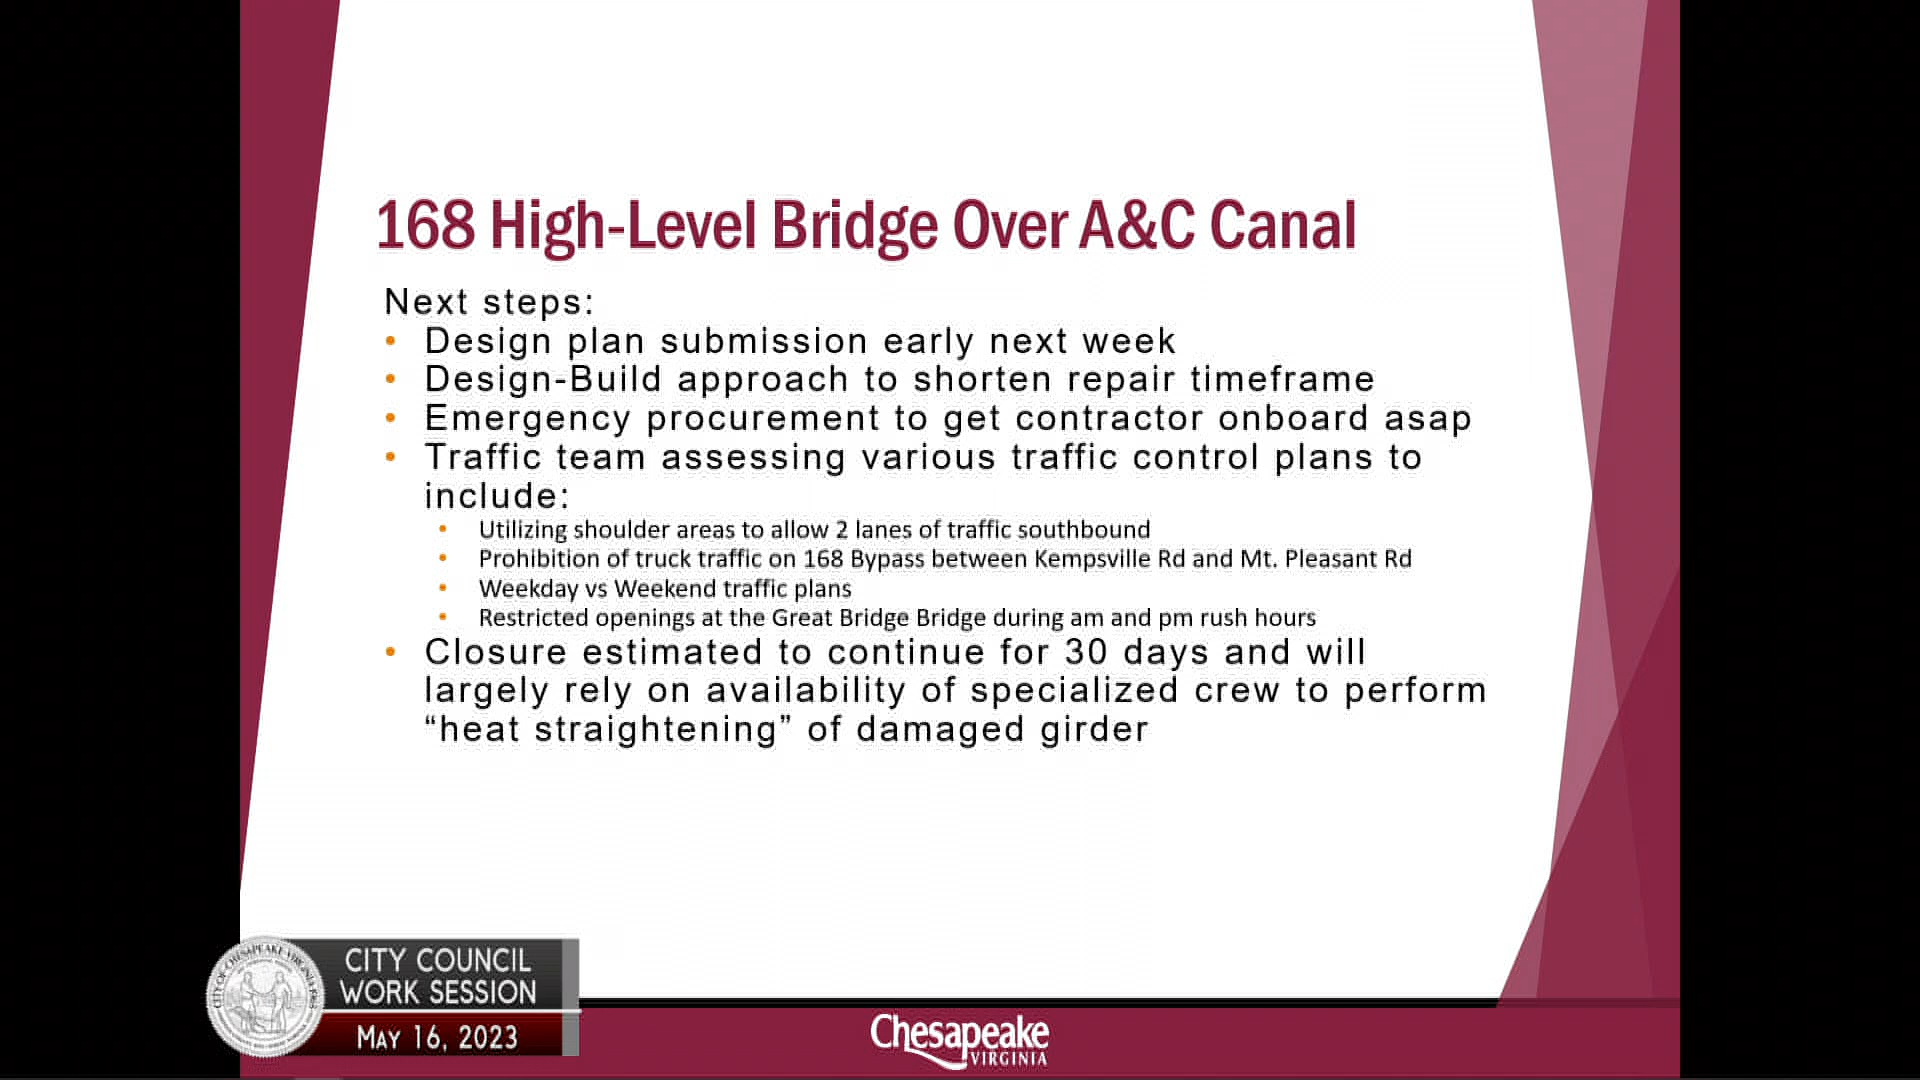 168 High-Level Bridge Over A&C Canal
Next steps:
• Design plan submission early next week
• Design-Build approach to shorten repair timeframe
• Emergency procurement to get contractor onboard asap
• Traffic team assessing various traffic control plans to
include:
• Utilizing shoulder areas to allow 2 lanes of traffic southbound
• Prohibition of truck traffic on 168 Bypass between Kempsville Rd and Mt. Pleasant Rd
• Weekday vs Weekend traffic plans
• Restricted openings at the Great Bridge Bridge during am and pm rush hours
• Closure estimated to continue for 30 days and will
largely rely on availability of specialized crew to perform
“heat straightening” of damaged girder
CITY COUNCIL
WORK SESSION
MAY 16, 2023
Chesapeake
VIRGINIA